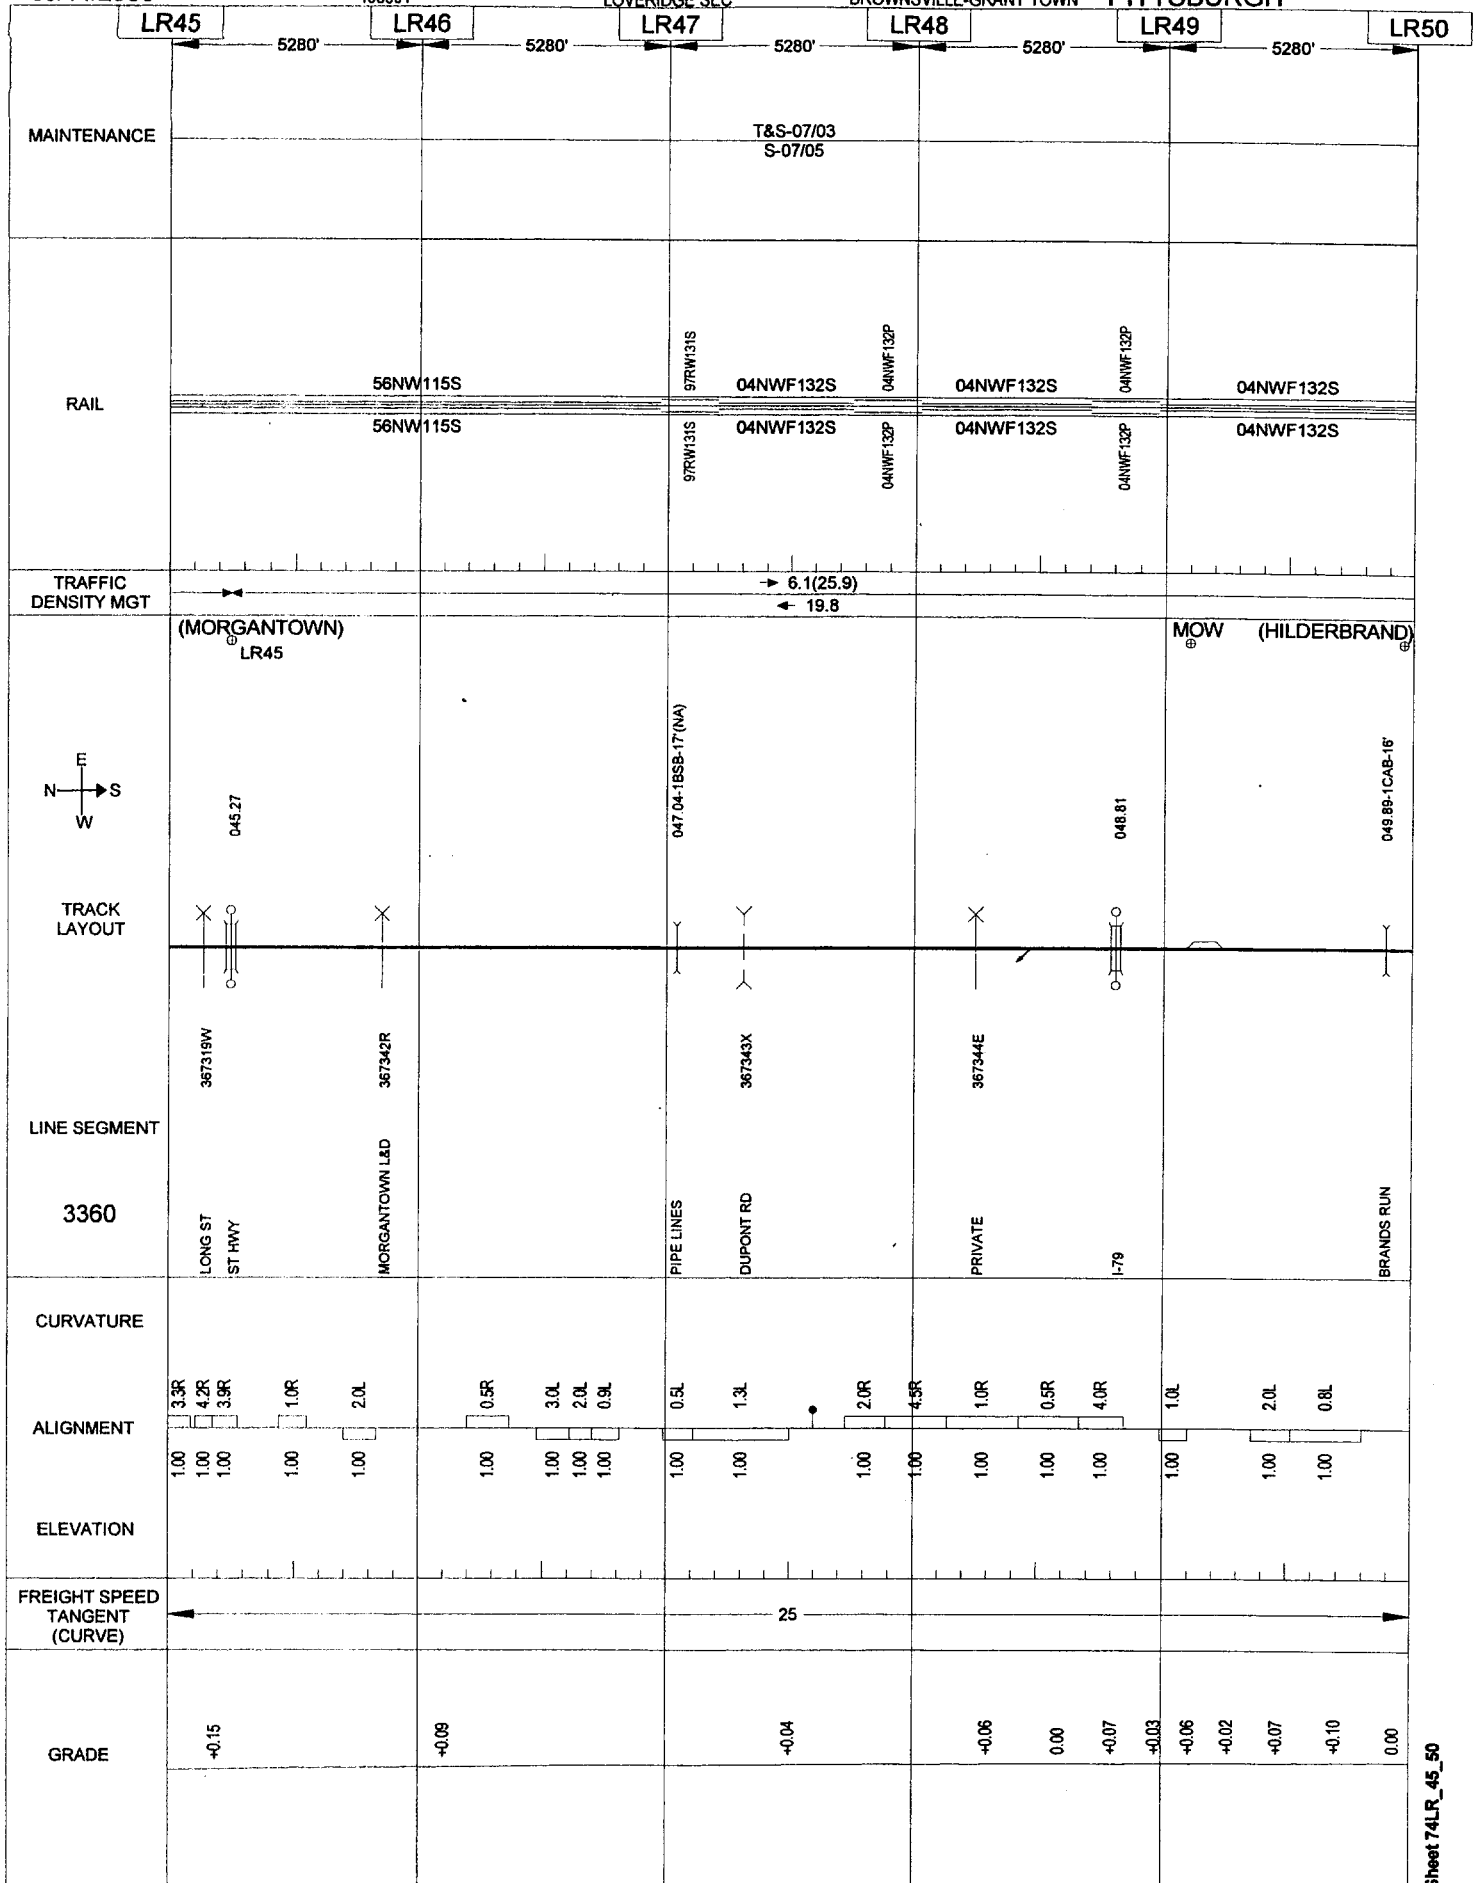 LOVERIDGE SEC BROWNSVILLE-GRANT TOWN PITTSBURGH
LR45 LR46 LR47 LR48 LR49 LR50
5280' 5280' 5280' 5280' 5280'
MAINTENANCE
T&S-07/03
S-07/05
RAIL
97RW131S 04NWF132P 04NWF132P
56NW115S 04NWF132S 04NWF132S 04NWF132S
56NW115S 04NWF132S 04NWF132S 04NWF132S
97RW131S 04NWF132P 04NWF132P
TRAFFIC
DENSITY MGT
6.1(25.9)
19.8
(MORGANTOWN) MOW (HILDERBRAND)
LR45
E
N S
W
045.27 047.04-1BSB-17'(NA) 048.81 049.89-1CAB-16'
TRACK
LAYOUT
367319W 367342R 367343X 367344E
LINE SEGMENT
3360
LONG ST ST HWY MORGANTOWN L&D PIPE LINES DUPONT RD PRIVATE I-79 BRANDS RUN
CURVATURE
3.3R 4.2R 3.9R 1.0R 2.0L 0.5R 3.0L 2.0L 0.9L 0.5L 1.3L 2.0R 4.5R 1.0R 0.5R 4.0R 1.0L 2.0L 0.8L
ALIGNMENT
1.00 1.00 1.00 1.00 1.00 1.00 1.00 1.00 1.00 1.00 1.00 1.00 1.00 1.00 1.00 1.00 1.00 1.00 1.00
ELEVATION
FREIGHT SPEED
TANGENT
(CURVE)
25
GRADE
+0.15 +0.09 +0.04 +0.06 0.00 +0.07 +0.03 +0.06 +0.02 +0.07 +0.10 0.00
Sheet 74LR_45_50